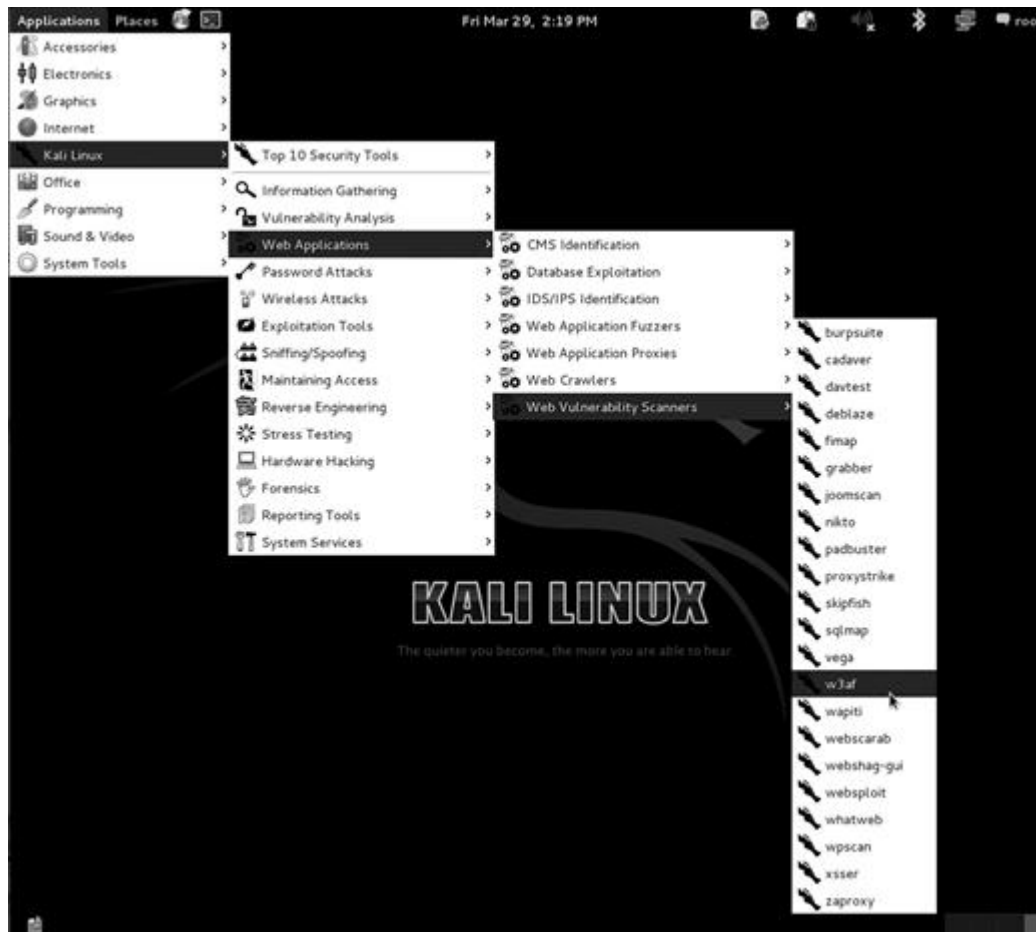 Applications Places Fri Mar 29, 2:19 PM
Accessories
Electronics
Graphics
Internet
Kali Linux
Office
Programming
Sound & Video
System Tools
Top 10 Security Tools
Information Gathering
Vulnerability Analysis
Web Applications
Password Attacks
Wireless Attacks
Exploitation Tools
Sniffing/Spoofing
Maintaining Access
Reverse Engineering
Stress Testing
Hardware Hacking
Forensics
Reporting Tools
System Services
CMS Identification
Database Exploitation
IDS/IPS Identification
Web Application Fuzzers
Web Application Proxies
Web Crawlers
Web Vulnerability Scanners
burpsuite
cadaver
davtest
deblaze
fimap
grabber
joomscan
nikto
padbuster
proxystrike
skipfish
sqlmap
vega
w3af
wapiti
webscarab
webshag-gui
websploit
whatweb
wpscan
xsser
zaproxy
KALI LINUX
The quieter you become, the more you are able to hear